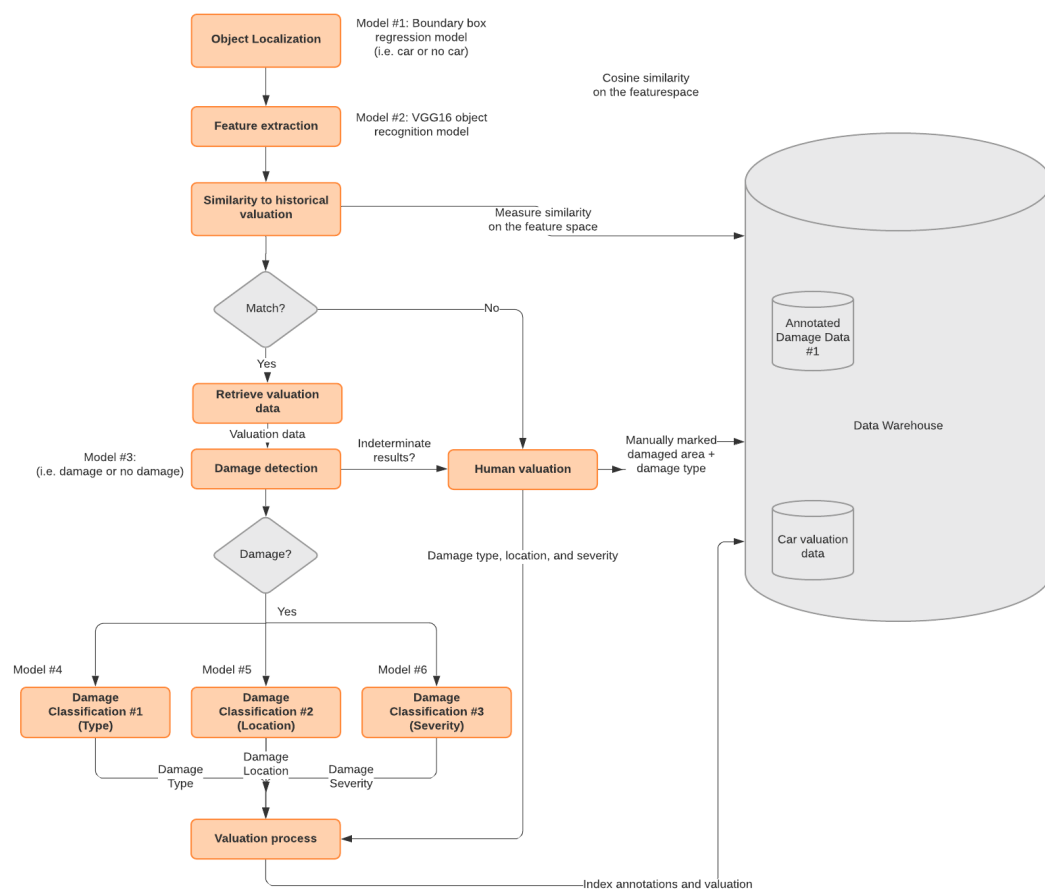 Object Localization
Model #1: Boundary box
regression model
(i.e. car or no car)
Cosine similarity
on the featurespace
Feature extraction
Model #2: VGG16 object
recognition model
Similarity to historical
valuation
Measure similarity
on the feature space
Match?
No
Yes
Annotated
Damage Data
#1
Retrieve valuation
data
Valuation data
Data Warehouse
Model #3:
(i.e. damage or no damage)
Damage detection
Indeterminate
results?
Human valuation
Manually marked
damaged area +
damage type
Damage?
Damage type, location, and severity
Car valuation
data
Yes
Model #4
Model #5
Model #6
Damage
Classification #1
(Type)
Damage
Classification #2
(Location)
Damage
Classification #3
(Severity)
Damage
Type
Damage
Location
Damage
Severity
Valuation process
Index annotations and valuation